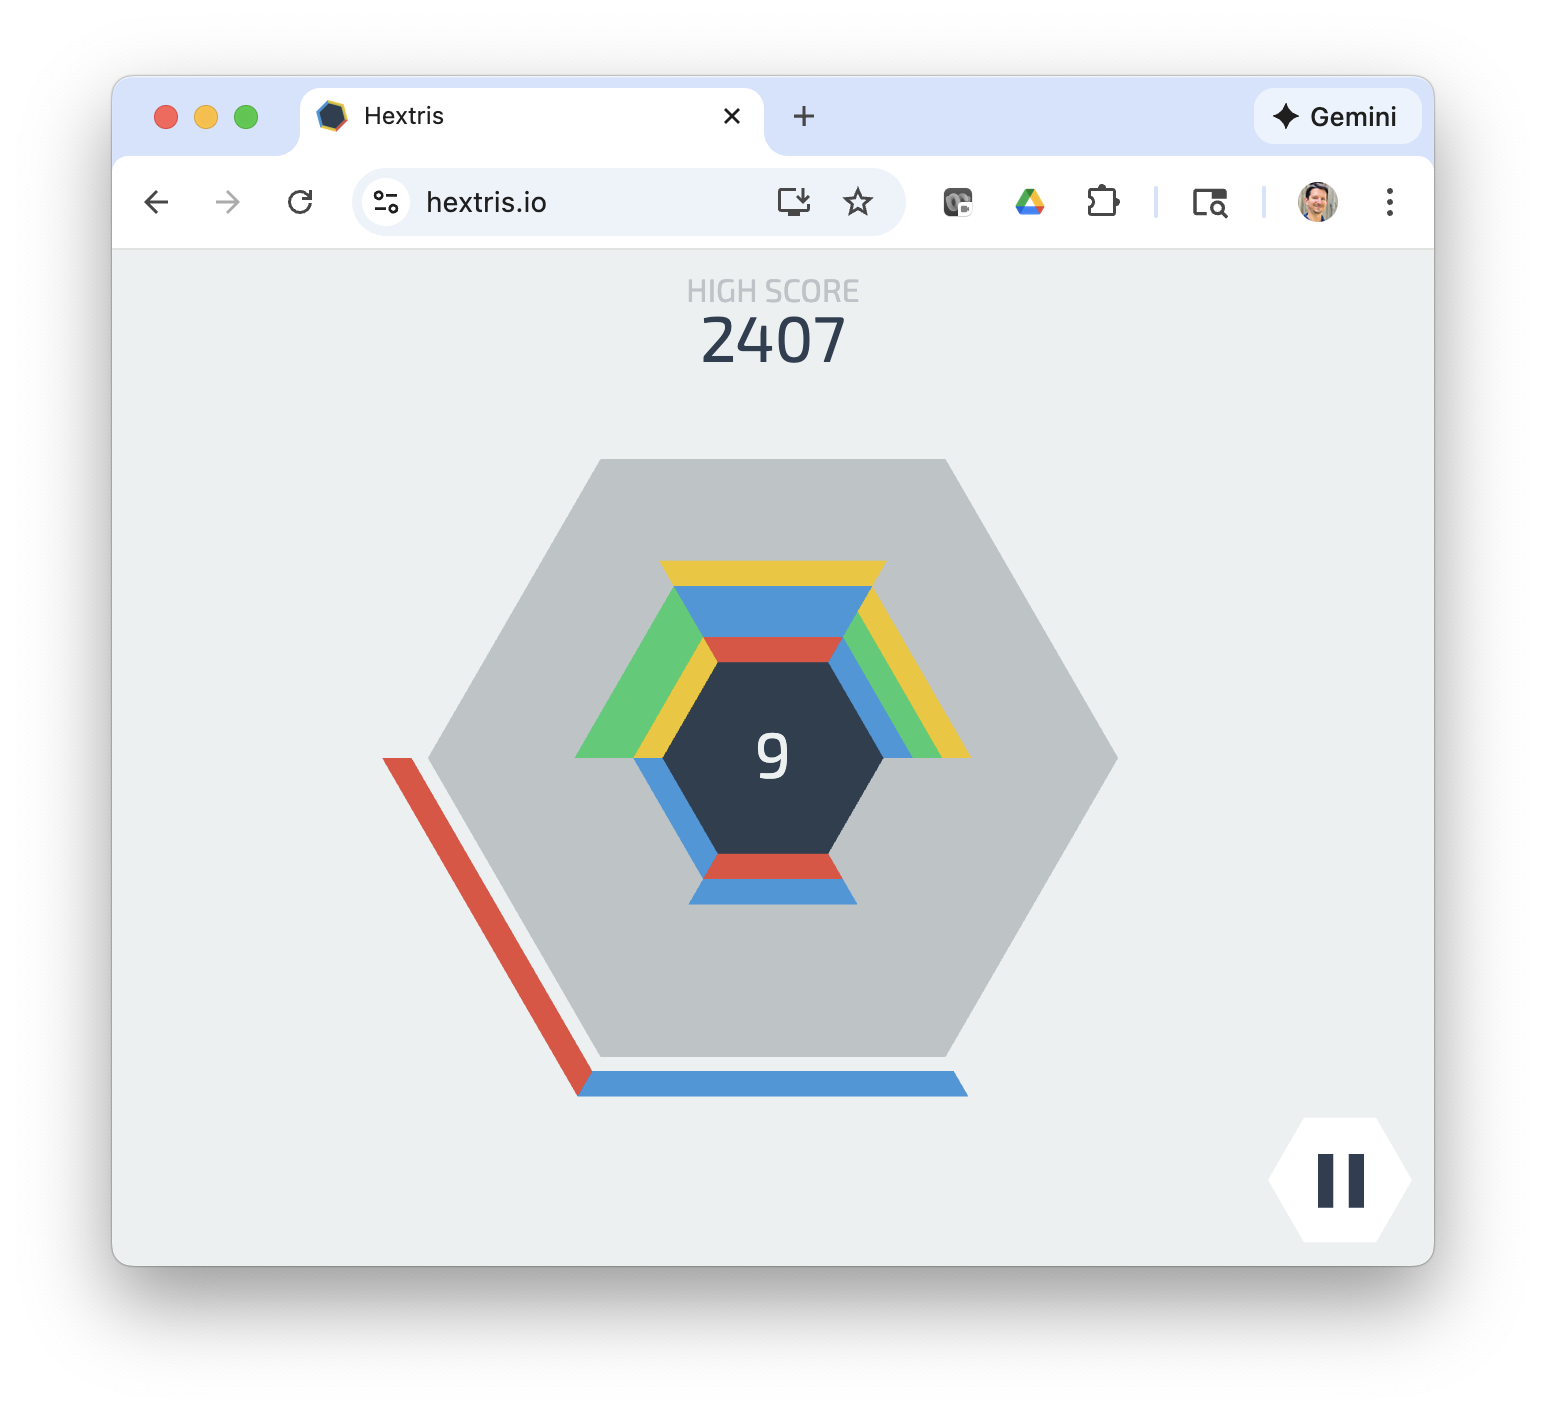 Hextris
Gemini
hextris.io
HIGH SCORE
2407
9